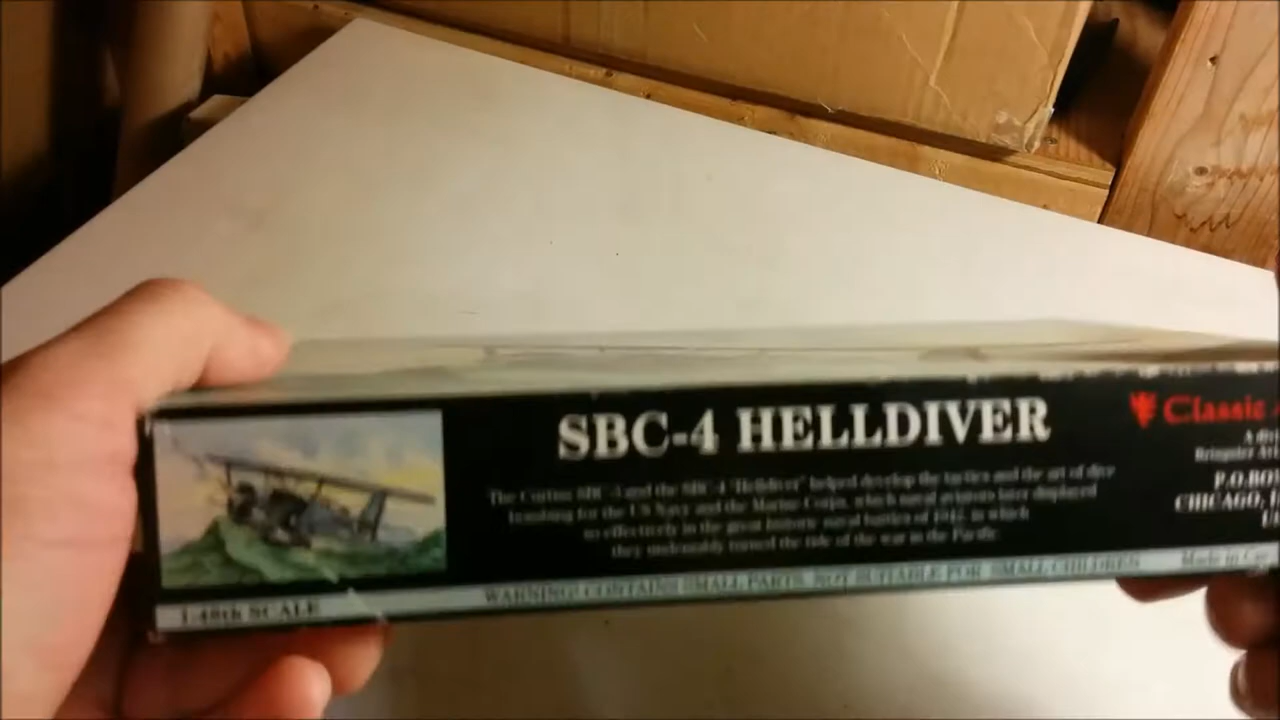 SBC-4 HELLDIVER
The Curtiss SBC-3 and the SBC-4 "Helldiver" helped develop the tactics and the art of dive
bombing for the US Navy and the Marine Corps, which naval aviators later displayed
so effectively in the great historic naval battles of 1942, in which
they undeniably turned the tide of the war in the Pacific.
Classic
A
P.O.BO
CHICAGO,
Made in
1-48th SCALE
WARNING! CONTAINS SMALL PARTS. NOT SUITABLE FOR SMALL CHILDREN